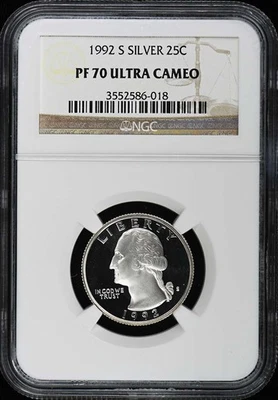 1992 S SILVER 25C
PF 70 ULTRA CAMEO
3552586-018
NGC
LIBERTY
IN GOD WE
TRUST
S
1992